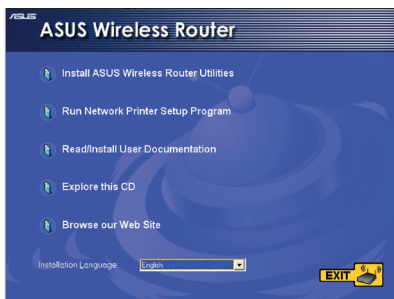 ASUS
ASUS Wireless Router
Install ASUS Wireless Router Utilities
Run Network Printer Setup Program
Read/Install User Documentation
Explore this CD
Browse our Web Site
Installation Language English
EXIT